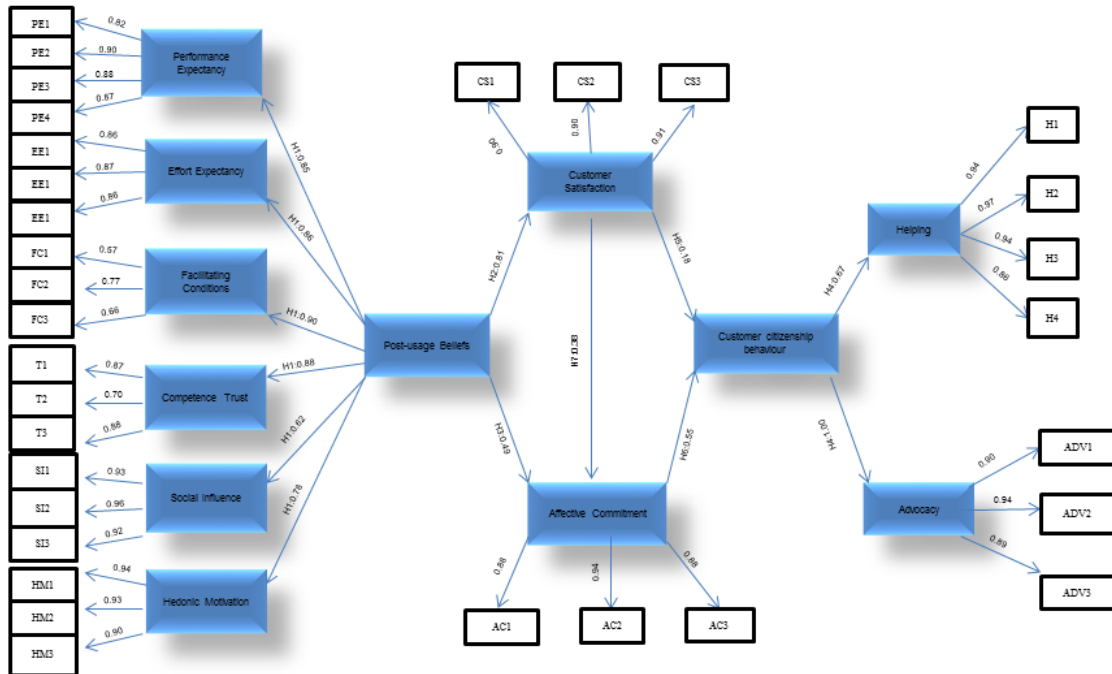 PE1
PE2
PE3
PE4
EE1
EE1
EE1
FC1
FC2
FC3
T1
T2
T3
SI1
SI2
SI3
HM1
HM2
HM3
0.82
0.90
0.88
0.87
0.86
0.87
0.86
0.57
0.77
0.66
0.87
0.70
0.88
0.93
0.96
0.92
0.94
0.93
0.90
Performance
Expectancy
Effort Expectancy
Facilitating
Conditions
Competence Trust
Social Influence
Hedonic Motivation
H1:0.85
H1:0.86
H1:0.90
H1:0.88
H1:0.62
H1:0.78
Post-usage Beliefs
H2:0.81
H3:0.49
CS1
CS2
CS3
0.90
0.90
0.91
Customer
Satisfaction
H7:0.38
Affective Commitment
0.88
0.94
0.88
AC1
AC2
AC3
H5:0.18
H6:0.55
Customer citizenship
behaviour
H4:0.67
H4:1.00
Helping
0.94
0.97
0.94
0.86
H1
H2
H3
H4
Advocacy
0.90
0.94
0.89
ADV1
ADV2
ADV3